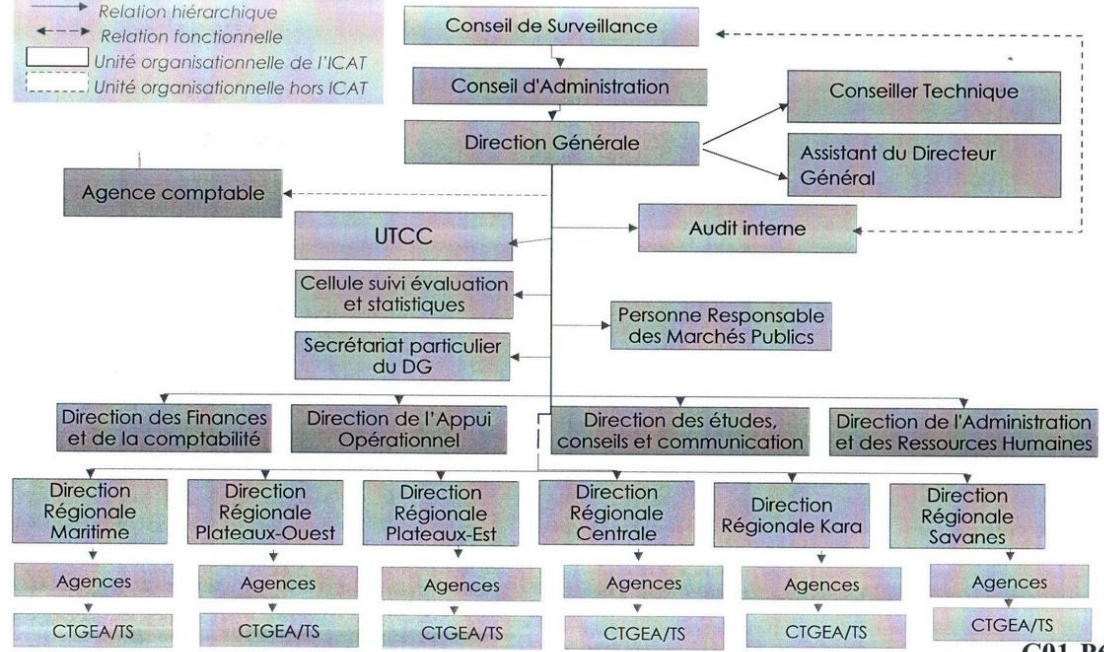 Relation hiérarchique
Relation fonctionnelle
Unité organisationnelle de l'ICAT
Unité organisationnelle hors ICAT
Conseil de Surveillance
Conseil d'Administration
Direction Générale
Conseiller Technique
Assistant du Directeur
Général
Agence comptable
UTCC
Audit interne
Cellule suivi évaluation
et statistiques
Personne Responsable
des Marchés Publics
Secrétariat particulier
du DG
Direction des Finances
et de la comptabilité
Direction de l'Appui
Opérationnel
Direction des études,
conseils et communication
Direction de l'Administration
et des Ressources Humaines
Direction
Régionale
Maritime
Direction
Régionale
Plateaux-Ouest
Direction
Régionale
Plateaux-Est
Direction
Régionale
Centrale
Direction
Régionale Kara
Direction
Régionale
Savanes
Agences
Agences
Agences
Agences
Agences
Agences
CTGEA/TS
CTGEA/TS
CTGEA/TS
CTGEA/TS
CTGEA/TS
CTGEA/TS